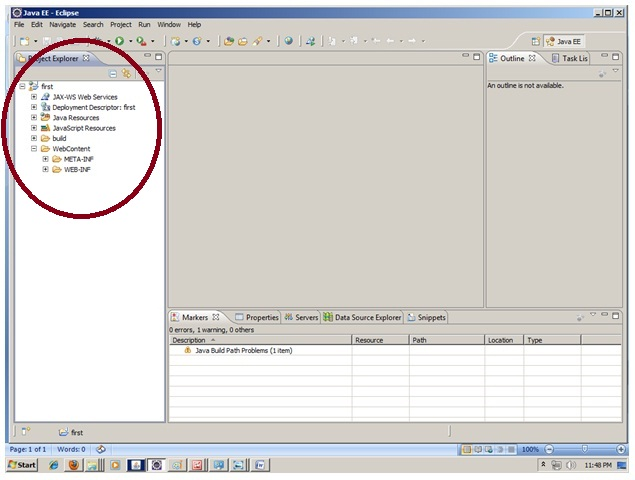 Java EE - Eclipse
File Edit Navigate Search Project Run Window Help
Java EE
Project Explorer
first
JAX-WS Web Services
Deployment Descriptor: first
Java Resources
JavaScript Resources
build
WebContent
META-INF
WEB-INF
Outline Task Lis
An outline is not available.
Markers Properties Servers Data Source Explorer Snippets
0 errors, 1 warning, 0 others
Description Resource Path Location Type
Java Build Path Problems (1 item)
first
Page: 1 of 1 Words: 0 100%
Start 11:48 PM